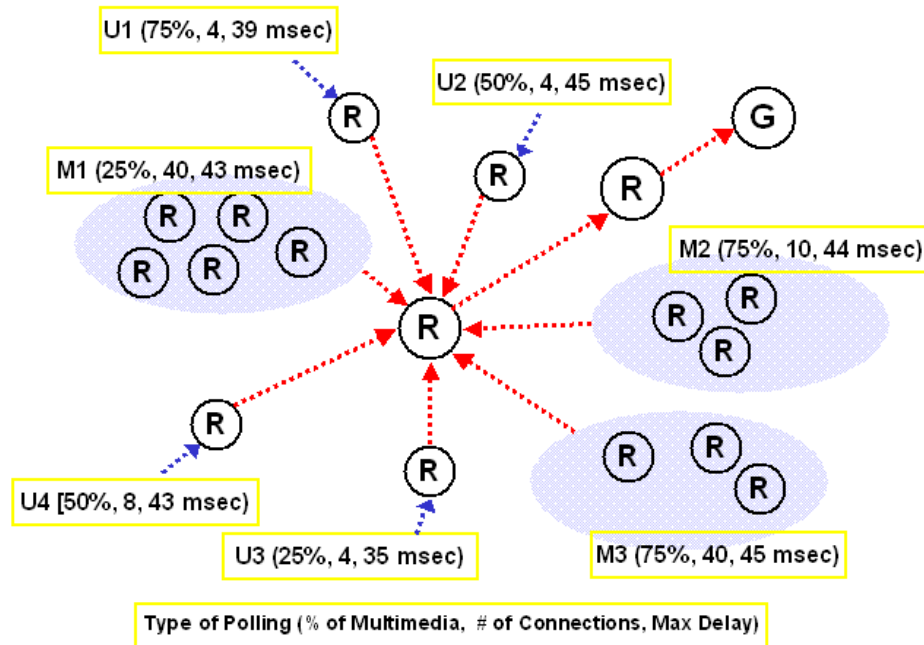 U1 (75%, 4, 39 msec)
U2 (50%, 4, 45 msec)
R
G
R
R
M1 (25%, 40, 43 msec)
R
R
R
R
R
M2 (75%, 10, 44 msec)
R
R
R
R
R
R
R
R
R
U4 [50%, 8, 43 msec)
U3 (25%, 4, 35 msec)
M3 (75%, 40, 45 msec)
Type of Polling (% of Multimedia, # of Connections, Max Delay)